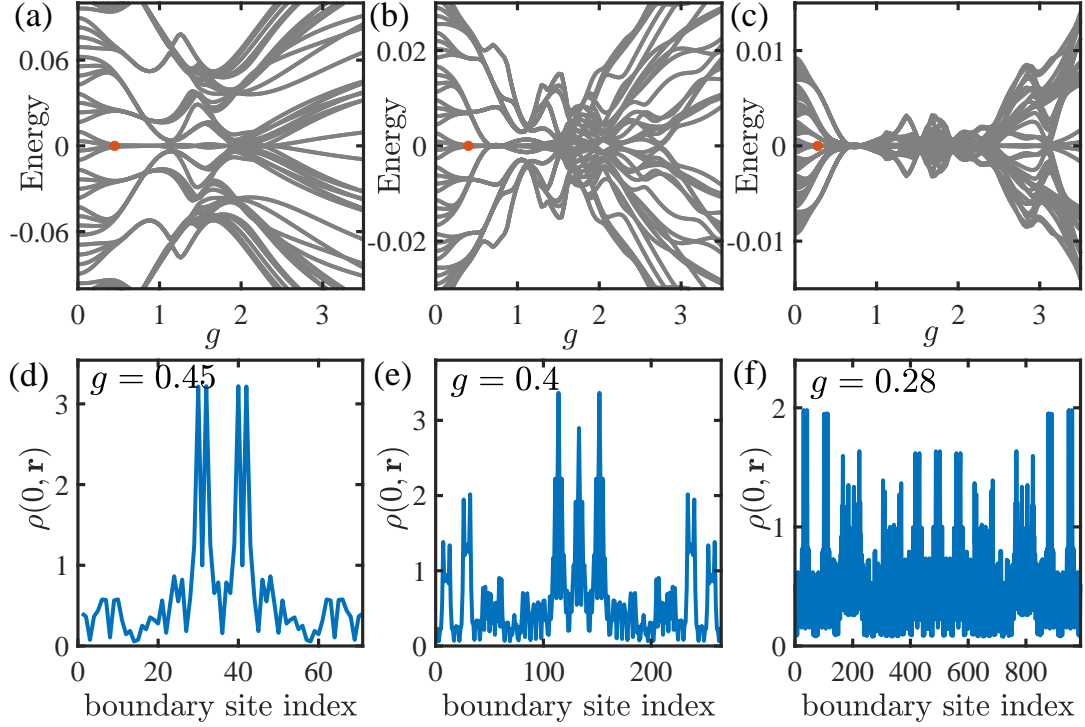 (a)
0.06
0
-0.06
Energy
0
1
2
3
g
(b)
0.02
0
-0.02
Energy
0
1
2
3
g
(c)
0.01
0
-0.01
Energy
0
1
2
3
g
(d)
g = 0.45
3
2
1
0
ρ(0, r)
0
20
40
60
boundary site index
(e)
g = 0.4
3
2
1
0
ρ(0, r)
0
100
200
boundary site index
(f)
g = 0.28
2
1
0
ρ(0, r)
0
200
400
600
800
boundary site index